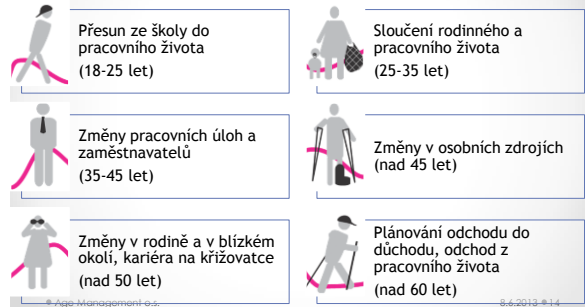 Přesun ze školy do
pracovního života
(18-25 let)
Sloučení rodinného a
pracovního života
(25-35 let)
Změny pracovních úloh a
zaměstnavatelů
(35-45 let)
Změny v osobních zdrojích
(nad 45 let)
Změny v rodině a v blízkém
okolí, kariéra na křižovatce
(nad 50 let)
Plánování odchodu do
důchodu, odchod z
pracovního života
(nad 60 let)
● Age Management o.s.
8.6.2013 ●14